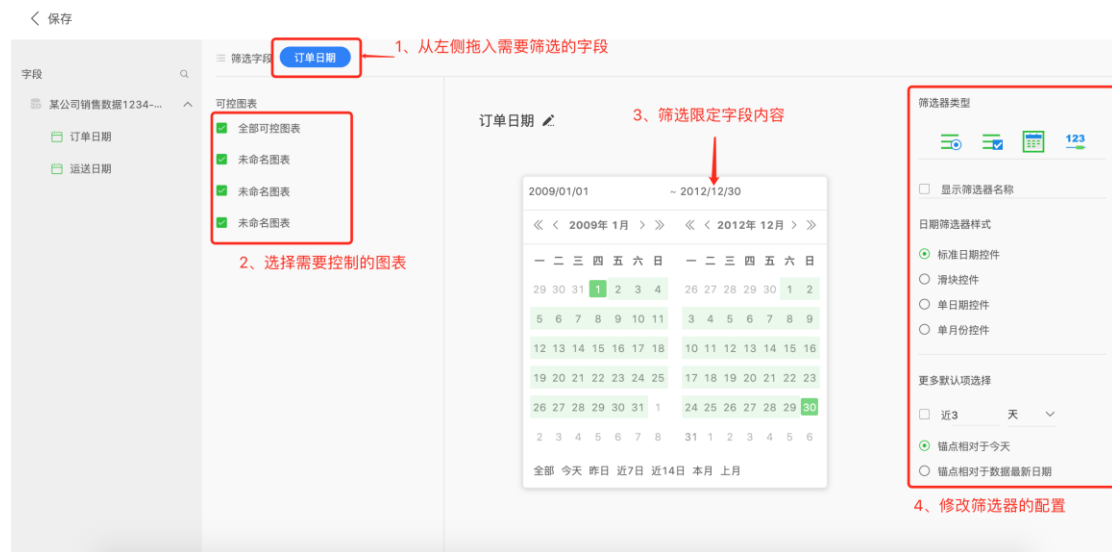 保存
字段
某公司销售数据1234-...
订单日期
运送日期
筛选字段
订单日期
1、从左侧拖入需要筛选的字段
可控图表
全部可控图表
未命名图表
未命名图表
未命名图表
2、选择需要控制的图表
订单日期
3、筛选限定字段内容
2009/01/01 ~ 2012/12/30
2009年 1月 2012年 12月
一 二 三 四 五 六 日 一 二 三 四 五 六 日
29 30 31 1 2 3 4 26 27 28 29 30 1 2
5 6 7 8 9 10 11 3 4 5 6 7 8 9
12 13 14 15 16 17 18 10 11 12 13 14 15 16
19 20 21 22 23 24 25 17 18 19 20 21 22 23
26 27 28 29 30 31 1 24 25 26 27 28 29 30
2 3 4 5 6 7 8 31 1 2 3 4 5 6
全部 今天 昨日 近7日 近14日 本月 上月
筛选器类型
123
显示筛选器名称
日期筛选器样式
标准日期控件
滑块控件
单日期控件
单月份控件
更多默认项选择
近3 天
锚点相对于今天
锚点相对于数据最新日期
4、修改筛选器的配置